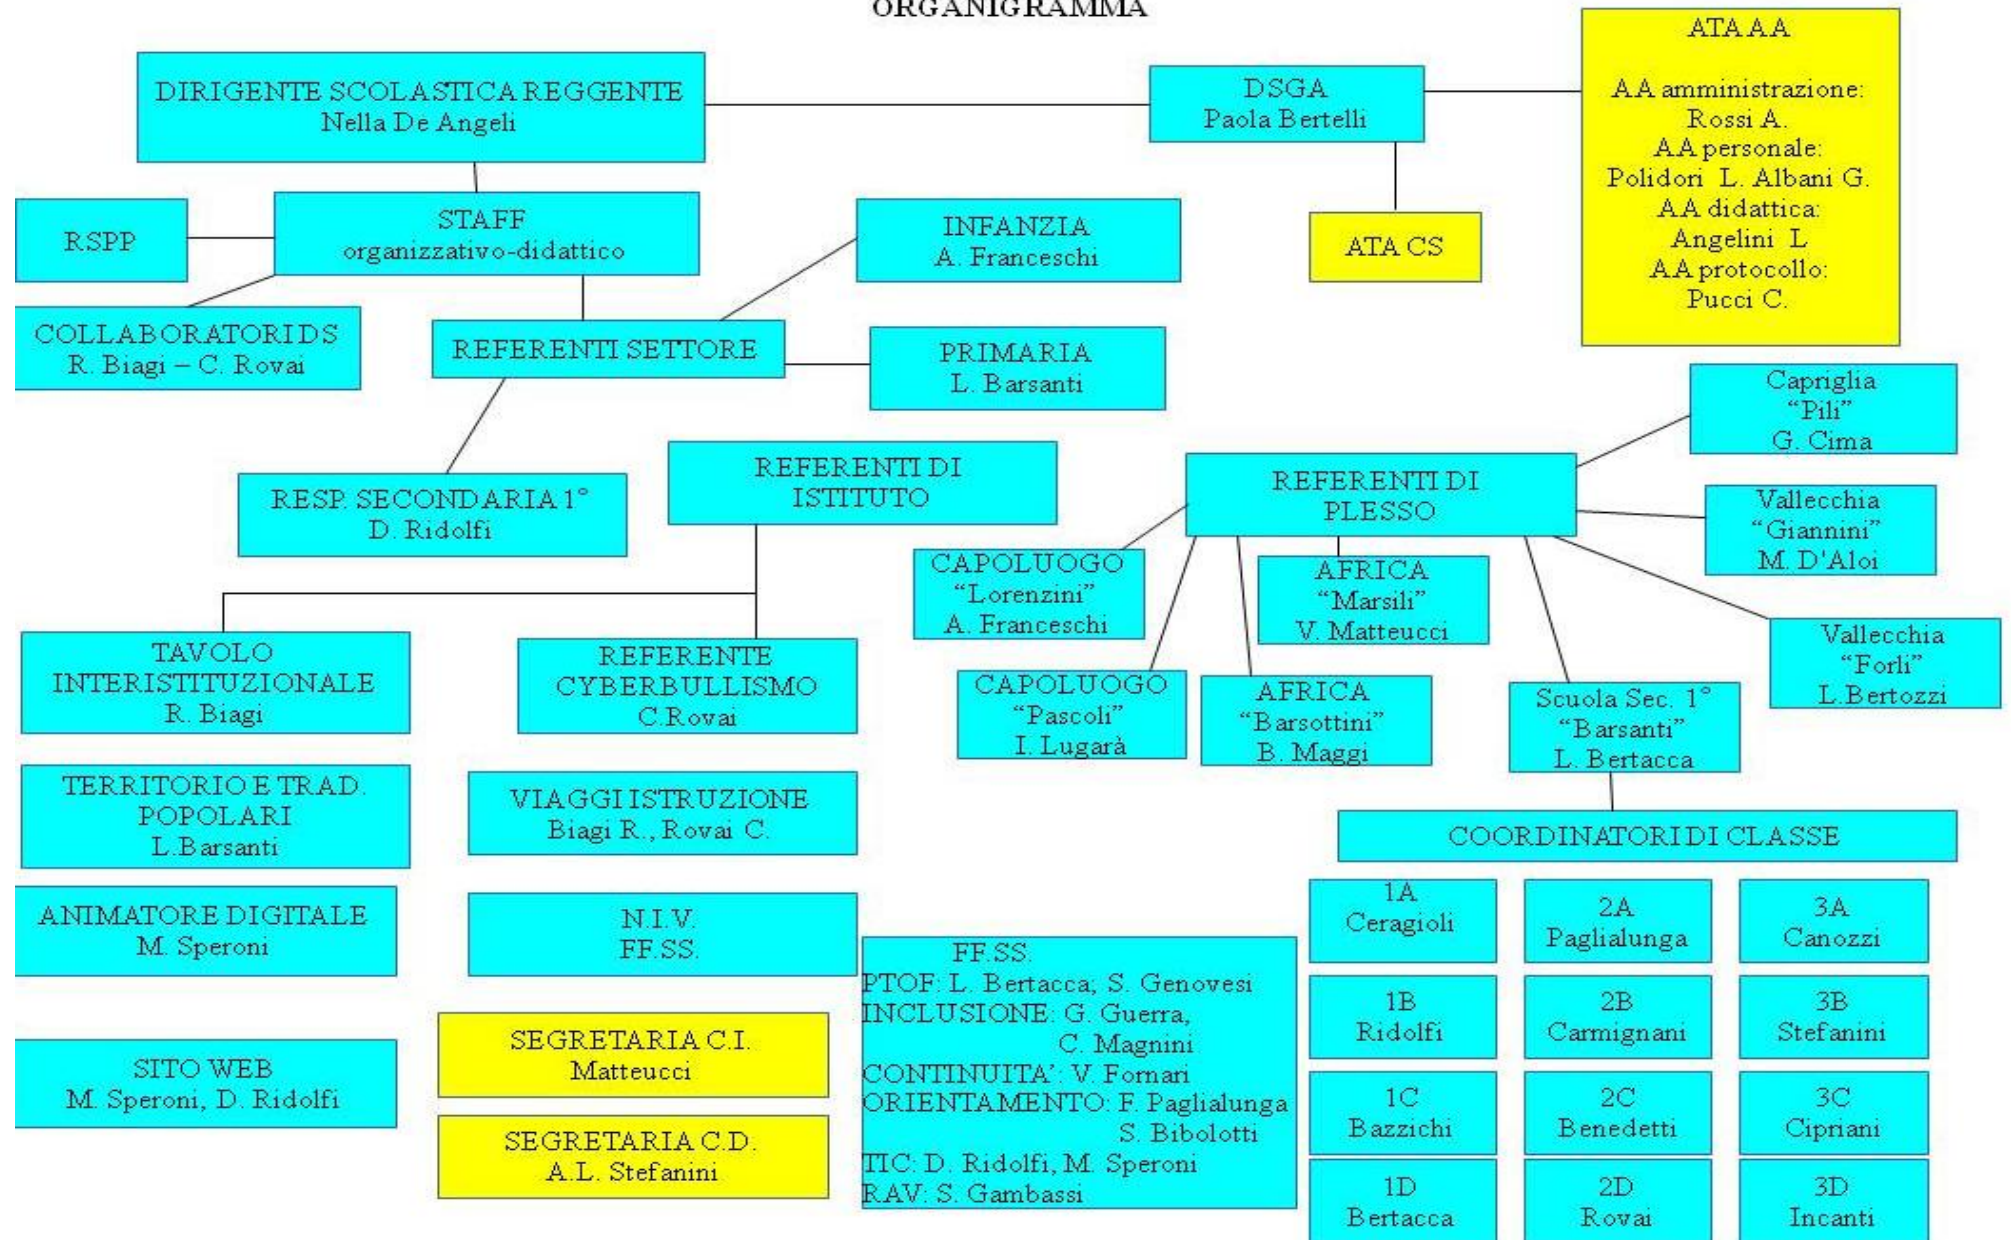 ORGANIGRAMMA
DIRIGENTE SCOLASTICA REGGENTE
Nella De Angeli
DSGA
Paola Bertelli
ATA AA
AA amministrazione:
Rossi A.
AA personale:
Polidori L. Albani G.
AA didattica:
Angelini L
AA protocollo:
Pucci C.
RSPP
STAFF
organizzativo-didattico
INFANZIA
A. Franceschi
ATA CS
COLLABORATORI DS
R. Biagi – C. Rovai
REFERENTI SETTORE
PRIMARIA
L. Barsanti
RESP. SECONDARIA 1°
D. Ridolfi
REFERENTI DI
ISTITUTO
REFERENTI DI
PLESSO
Capriglia
“Pili”
G. Cima
Vallecchia
“Giannini”
M. D'Aloi
CAPOLUOGO
“Lorenzini”
A. Franceschi
AFRICA
“Marsili”
V. Matteucci
Vallecchia
“Forli”
L.Bertozzi
CAPOLUOGO
“Pascoli”
I. Lugarà
AFRICA
“Barsottini”
B. Maggi
Scuola Sec. 1°
“Barsanti”
L. Bertacca
TAVOLO
INTERISTITUZIONALE
R. Biagi
REFERENTE
CYBERBULLISMO
C.Rovai
TERRITORIO E TRAD.
POPOLARI
L.Barsanti
VIAGGI ISTRUZIONE
Biagi R., Rovai C.
ANIMATORE DIGITALE
M. Speroni
N.I.V.
FF.SS.
SITO WEB
M. Speroni, D. Ridolfi
SEGRETARIA C.I.
Matteucci
SEGRETARIA C.D.
A.L. Stefanini
FF.SS.
PTOF: L. Bertacca; S. Genovesi
INCLUSIONE: G. Guerra,
C. Magnini
CONTINUITA’: V. Fornari
ORIENTAMENTO: F. Paglialunga
S. Bibolotti
TIC: D. Ridolfi, M. Speroni
RAV: S. Gambassi
COORDINATORI DI CLASSE
1A
Ceragioli
2A
Paglialunga
3A
Canozzi
1B
Ridolfi
2B
Carmignani
3B
Stefanini
1C
Bazzichi
2C
Benedetti
3C
Cipriani
1D
Bertacca
2D
Rovai
3D
Incanti